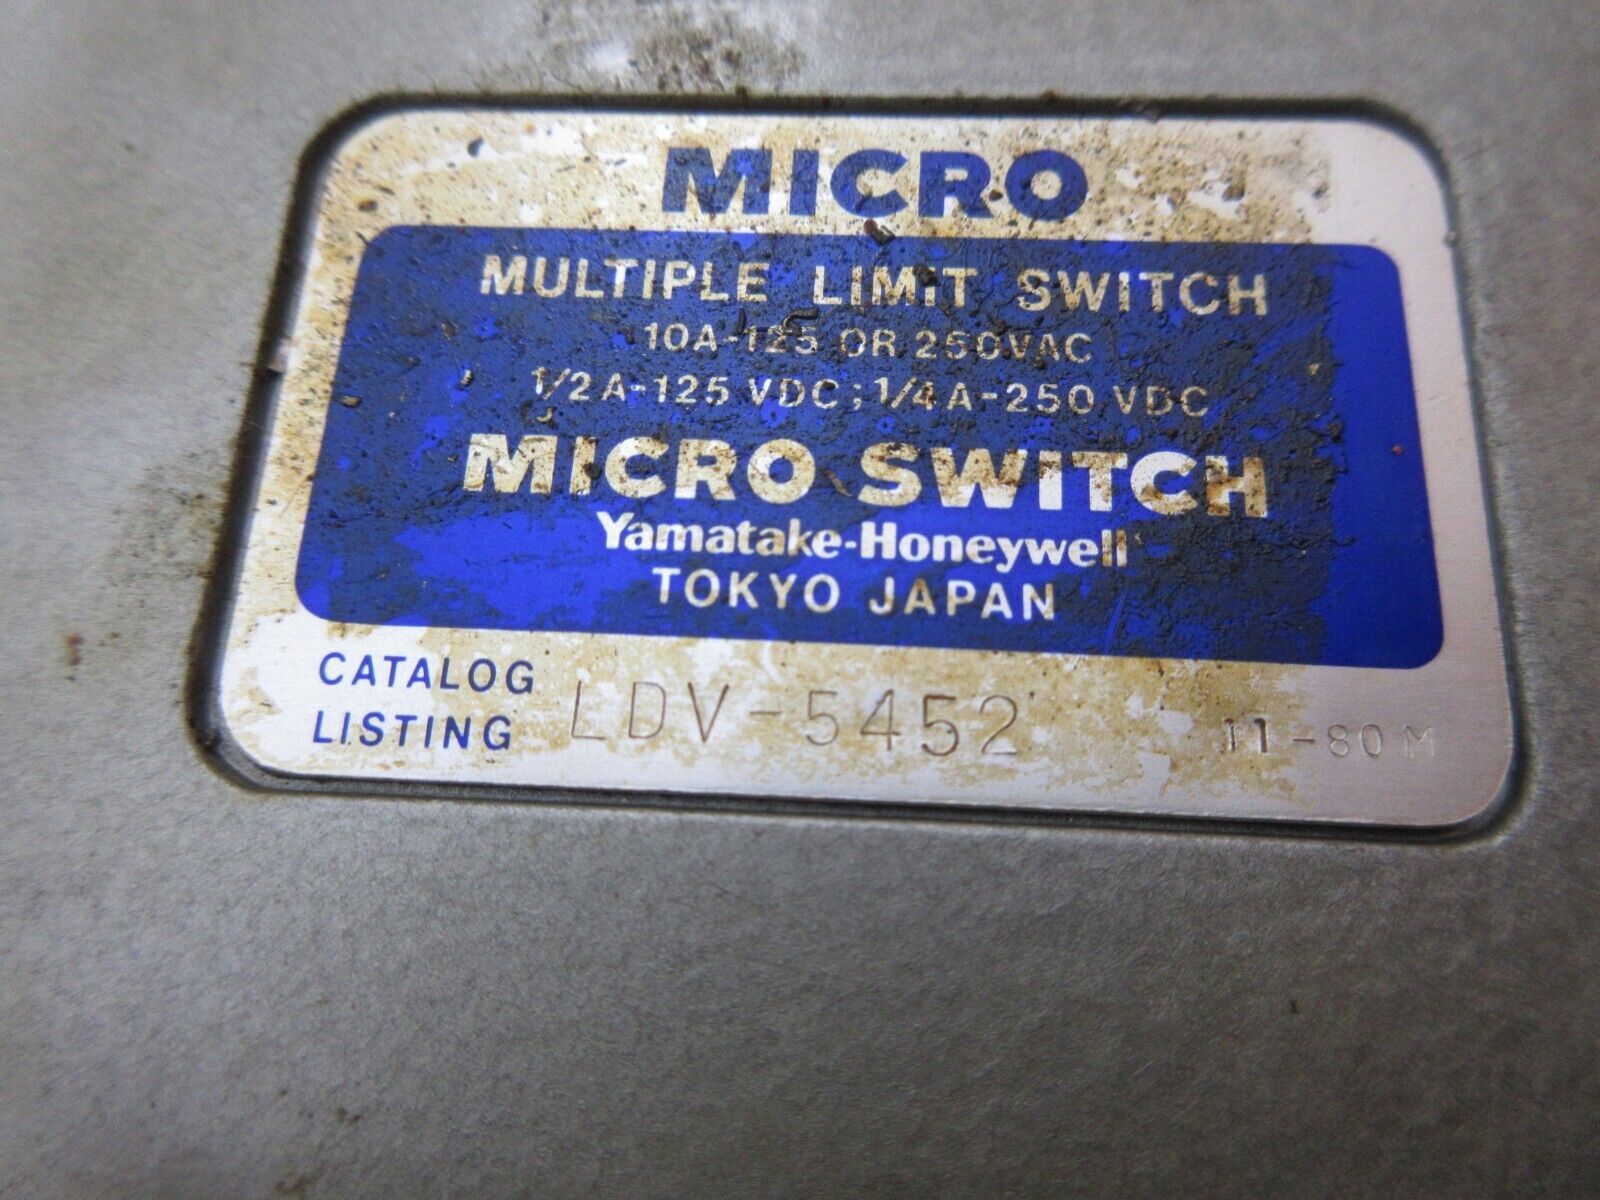 MICRO
MULTIPLE LIMIT SWITCH
10A-125 OR 250VAC
1/2A-125 VDC; 1/4A-250 VDC
MICRO SWITCH
Yamatake-Honeywell
TOKYO JAPAN
CATALOG
LISTING LDV-5452 11-80M